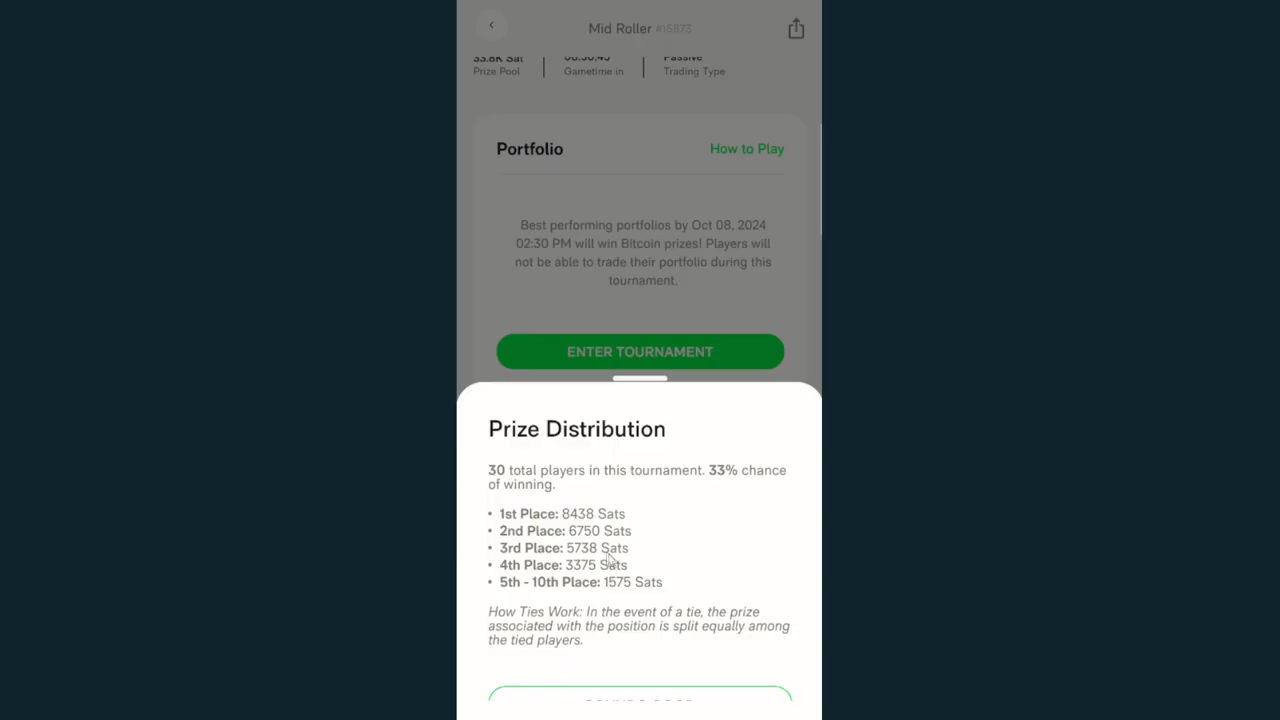 Mid Roller #15573
33.8K Sat
Passive
Prize Pool
Gametime in
Trading Type
Portfolio
How to Play
Best performing portfolios by Oct 08, 2024
02:30 PM will win Bitcoin prizes! Players will
not be able to trade their portfolio during this
tournament.
ENTER TOURNAMENT
Prize Distribution
30 total players in this tournament. 33% chance
of winning.
• 1st Place: 8438 Sats
• 2nd Place: 6750 Sats
• 3rd Place: 5738 Sats
• 4th Place: 3375 Sats
• 5th - 10th Place: 1575 Sats
How Ties Work: In the event of a tie, the prize
associated with the position is split equally among
the tied players.